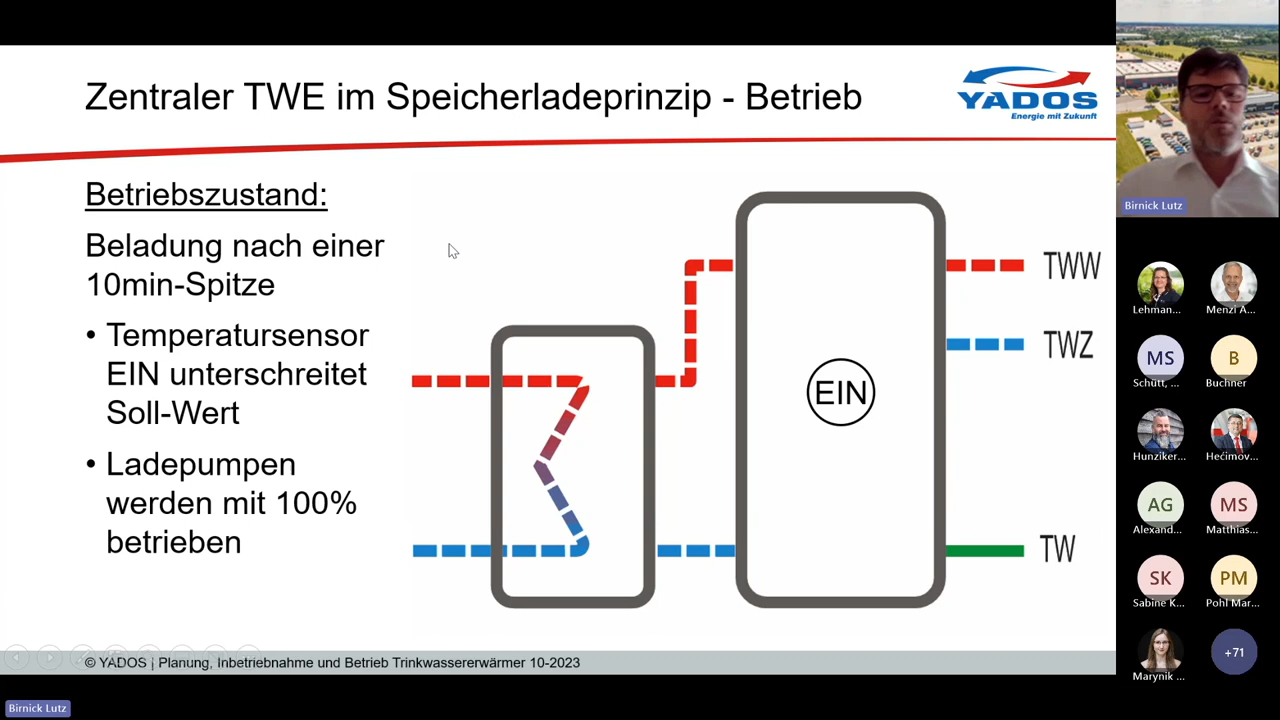 Zentraler TWE im Speicherladeprinzip - Betrieb
YADOS
Energie mit Zukunft
Betriebszustand:
Beladung nach einer
10min-Spitze
• Temperatursensor
EIN unterschreitet
Soll-Wert
• Ladepumpen
werden mit 100%
betrieben
EIN
TWW
TWZ
TW
© YADOS | Planung, Inbetriebnahme und Betrieb Trinkwassererwärmer 10-2023
Birnick Lutz
Birnick Lutz
Lehman...
Menzi A...
MS
Schütt, ...
B
Buchner
Hunziker...
Hećimov...
AG
Alexand...
MS
Matthias...
SK
Sabine K...
PM
Pohl Mar...
Marynik ...
+71